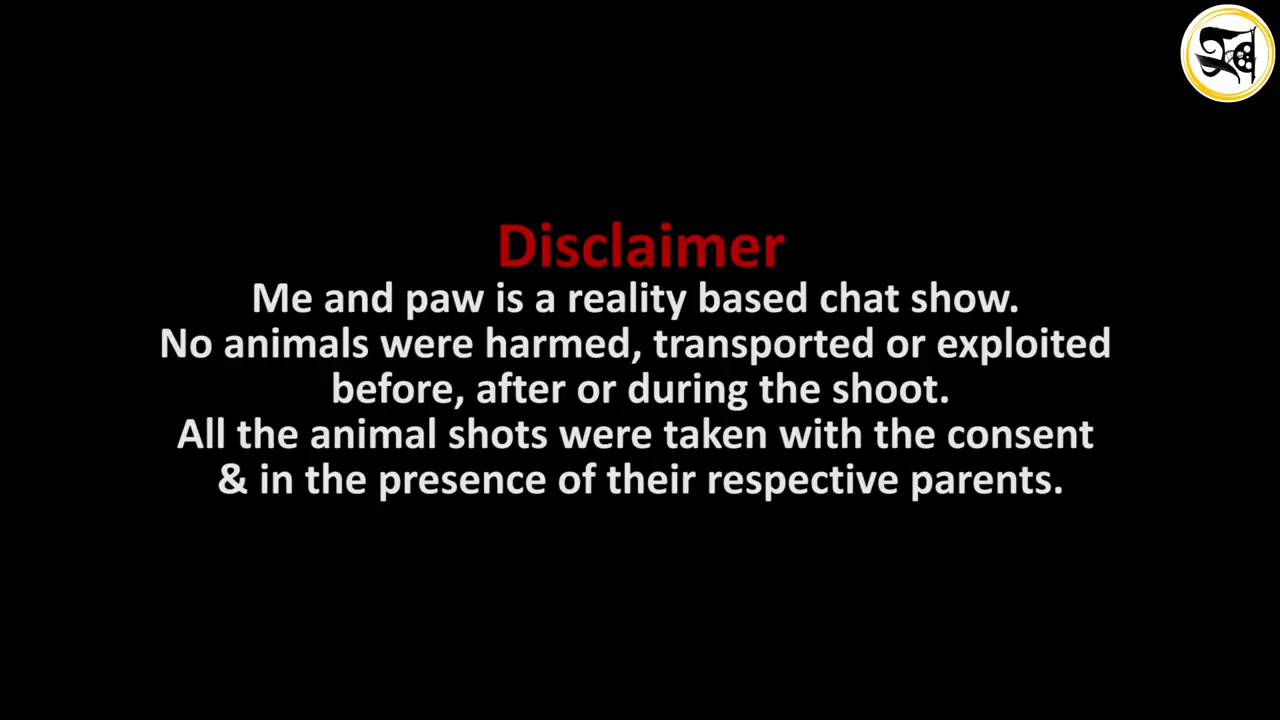 Disclaimer
Me and paw is a reality based chat show.
No animals were harmed, transported or exploited
before, after or during the shoot.
All the animal shots were taken with the consent
& in the presence of their respective parents.